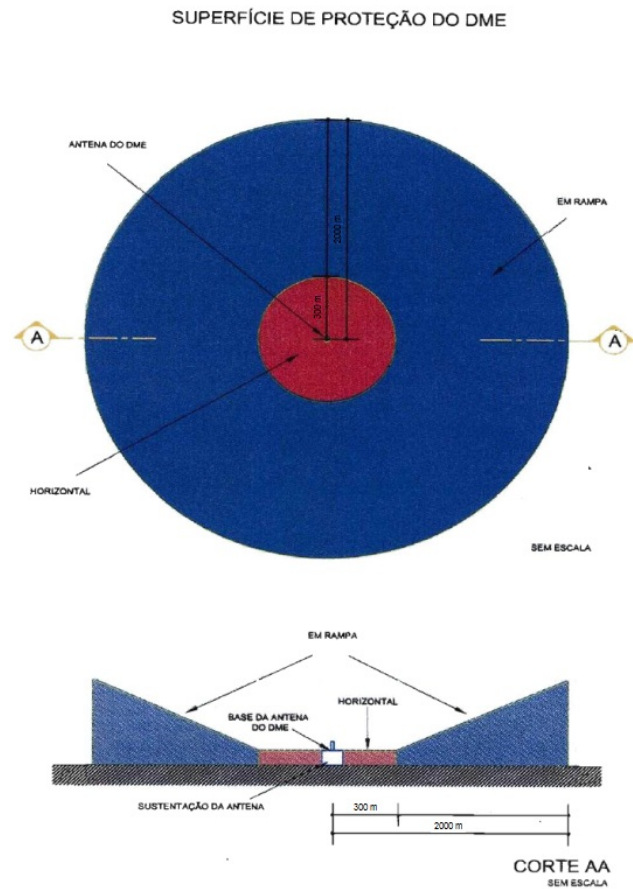 SUPERFÍCIE DE PROTEÇÃO DO DME
ANTENA DO DME
2000 m
EM RAMPA
300 m
A
A
HORIZONTAL
SEM ESCALA
EM RAMPA
HORIZONTAL
BASE DA ANTENA
DO DME
SUSTENTAÇÃO DA ANTENA
300 m
2000 m
CORTE AA
SEM ESCALA